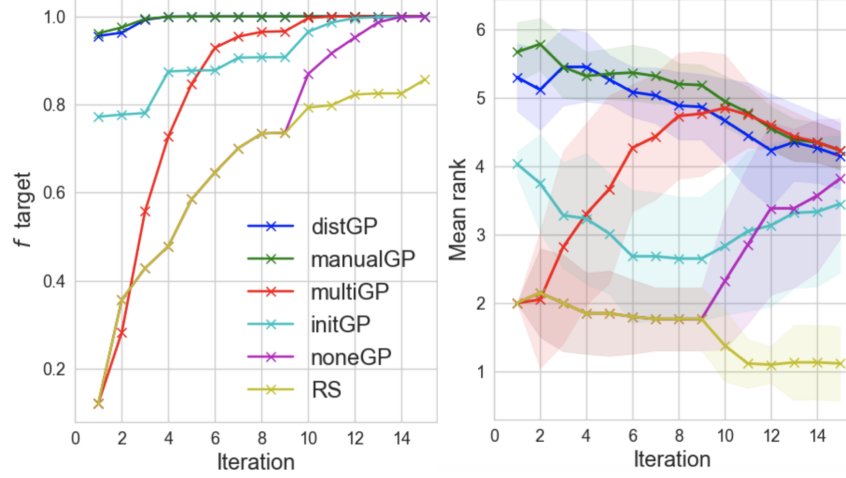 1.0
0.8
0.6
0.4
0.2
f target
distGP
manualGP
multiGP
initGP
noneGP
RS
0 2 4 6 8 10 12 14
Iteration
6
5
4
3
2
1
Mean rank
0 2 4 6 8 10 12 14
Iteration